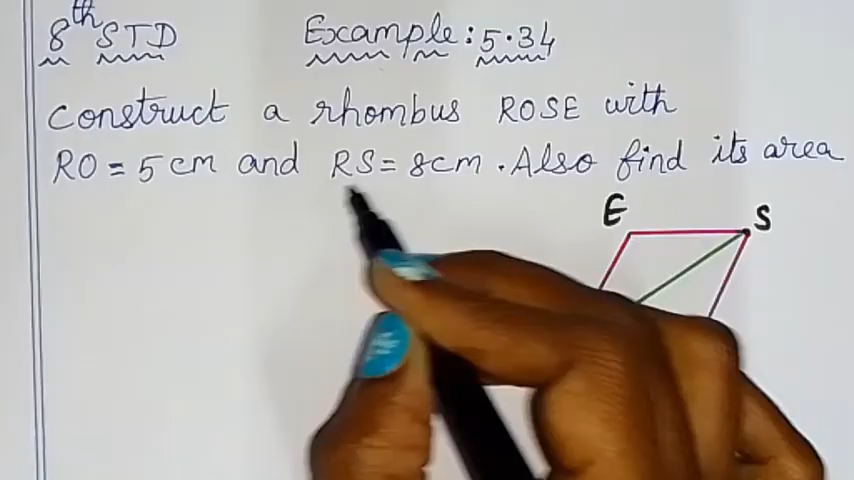 8th STD Example: 5.34
Construct a rhombus ROSE with
RO = 5 cm and RS = 8cm. Also find its area
E S